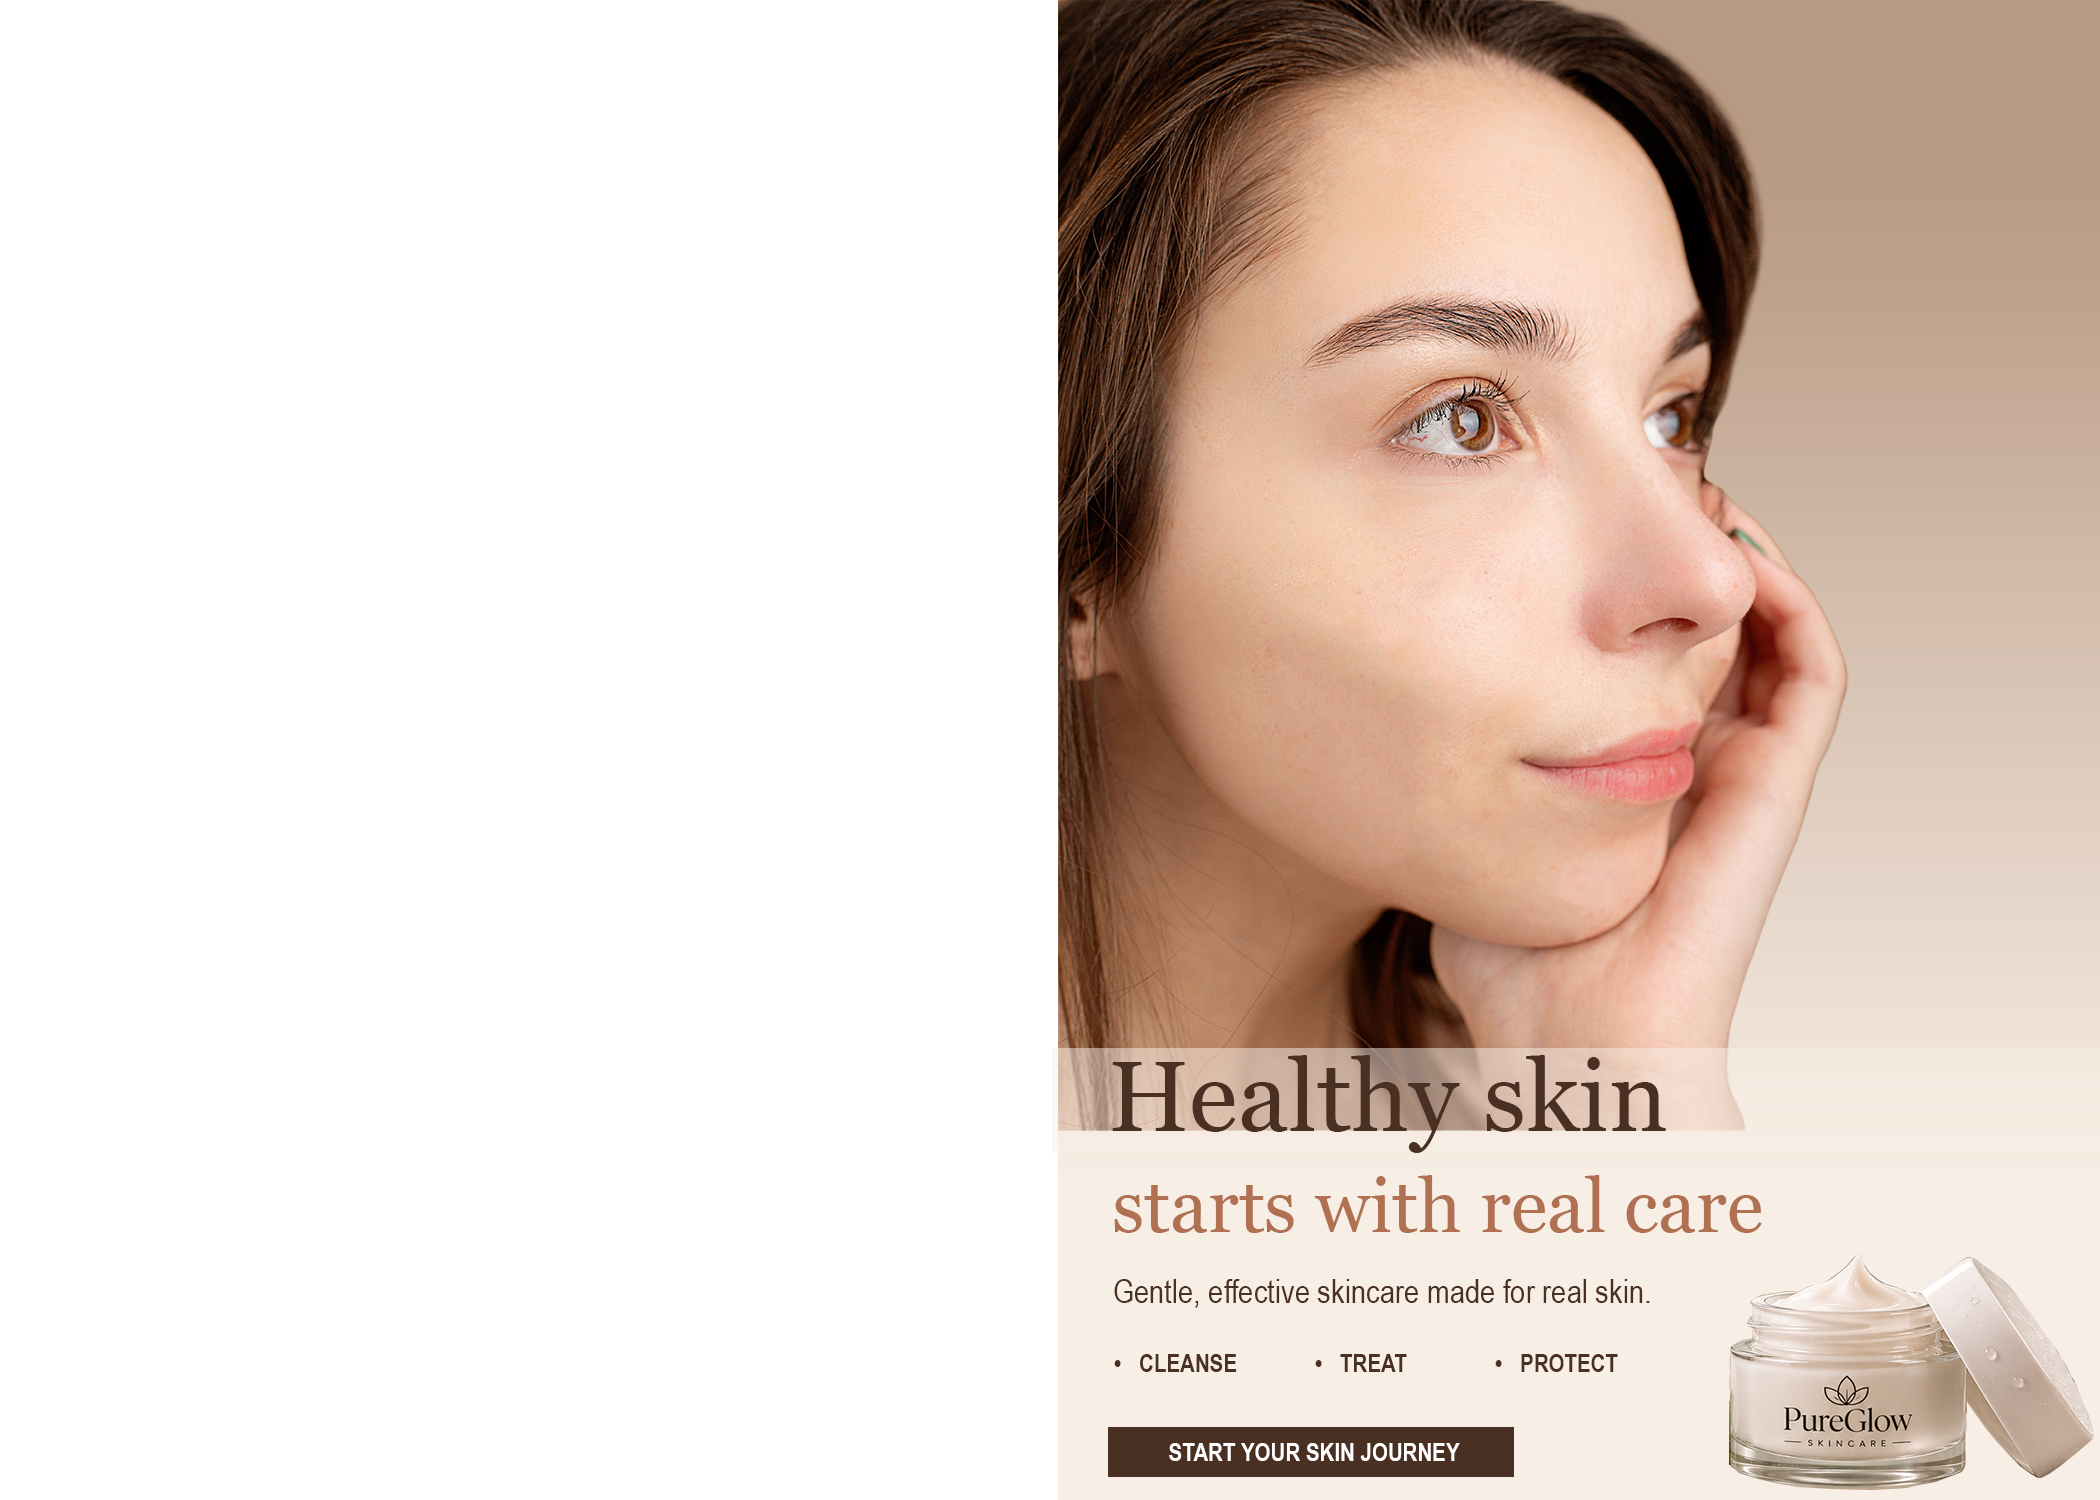 Healthy skin
starts with real care
Gentle, effective skincare made for real skin.
• CLEANSE • TREAT • PROTECT
START YOUR SKIN JOURNEY
PureGlow
SKINCARE